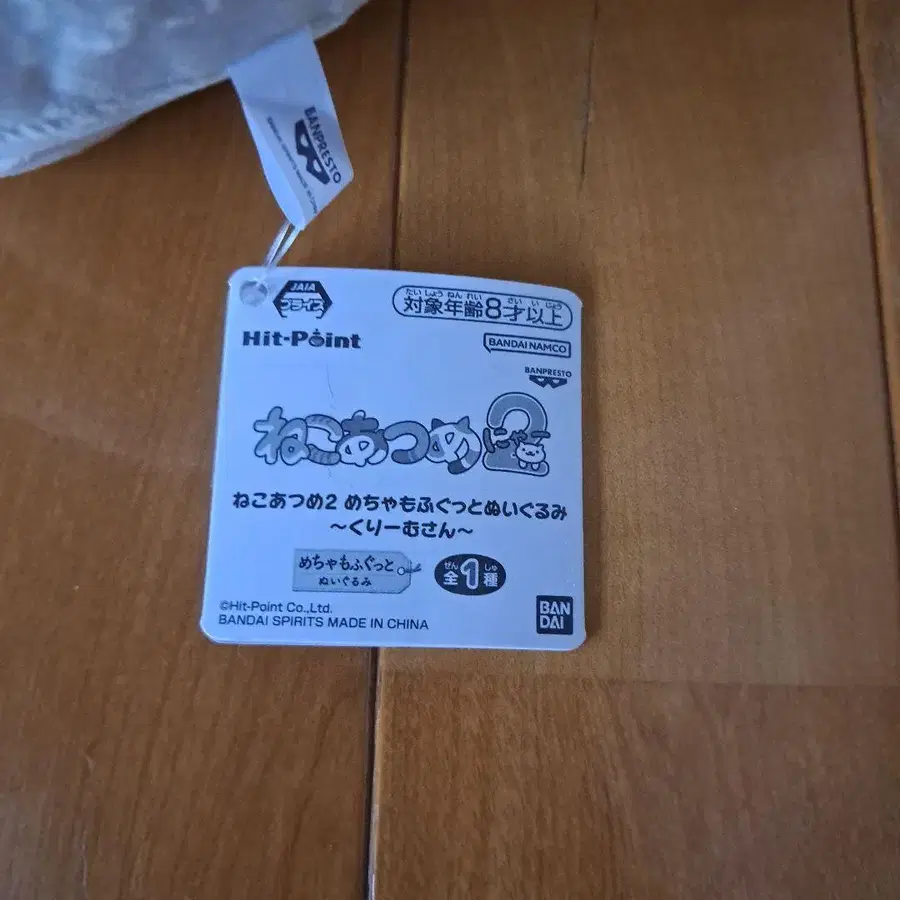 BANPRESTO
JAIA
プライズ
たいしょうねんれい さいいじょう
対象年齢8才以上
Hit-Point
BANDAI NAMCO
BANPRESTO
ねこあつめ2
にゃー
ねこあつめ2 めちゃもふぐっとぬいぐるみ
～くりーむさん～
めちゃもふぐっと
ぬいぐるみ
ぜん しゅ
全1種
©Hit-Point Co.,Ltd.
BANDAI SPIRITS MADE IN CHINA
BAN
DAI